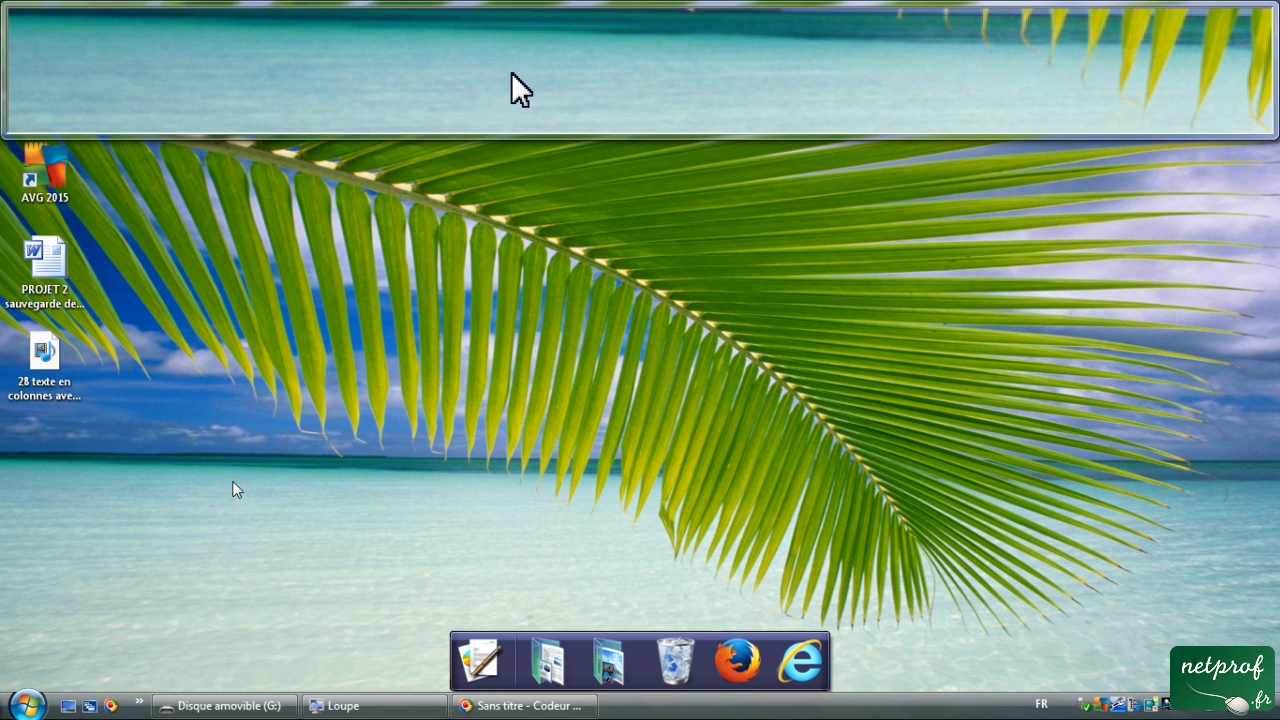 AVG 2015
PROJET 2
sauvegarde de...
28 texte en
colonnes ave...
Disque amovible (G:)
Loupe
Sans titre - Codeur ...
FR
netprof
.fr